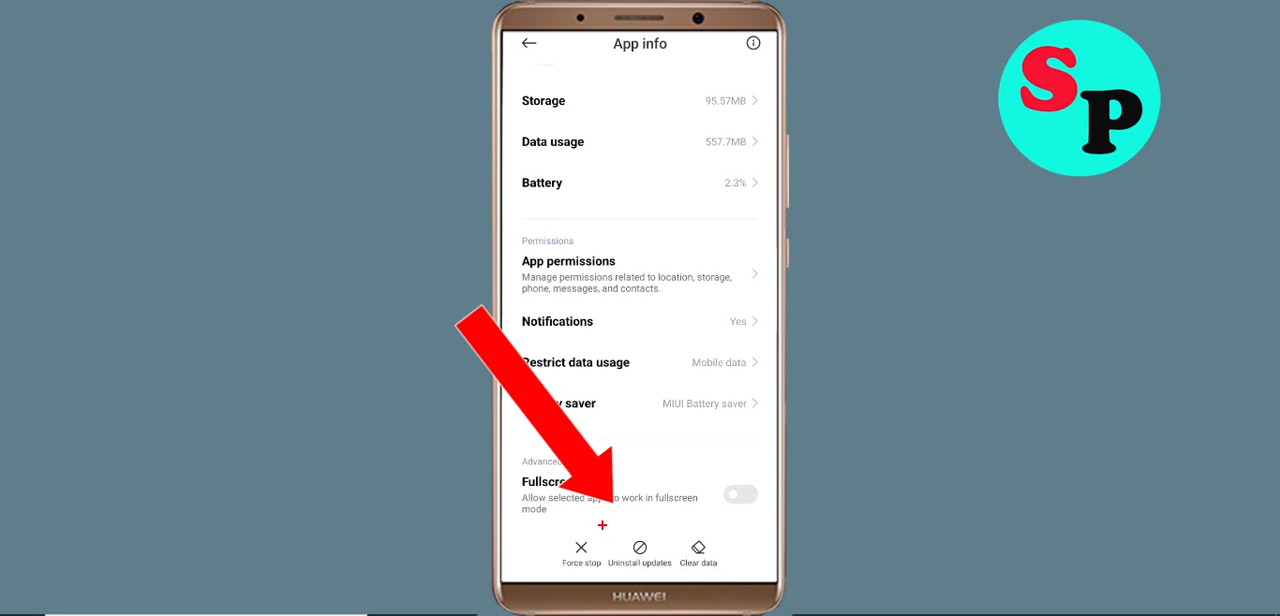 App info
S
P
Storage 95.57MB
Data usage 557.7MB
Battery 2.3%
Permissions
App permissions
Manage permissions related to location, storage,
phone, messages, and contacts.
Notifications Yes
Restrict data usage Mobile data
saver MIUI Battery saver
Advanced
Allow selected to work in fullscreen
mode
Force stop Uninstall updates Clear data
HUAWEI